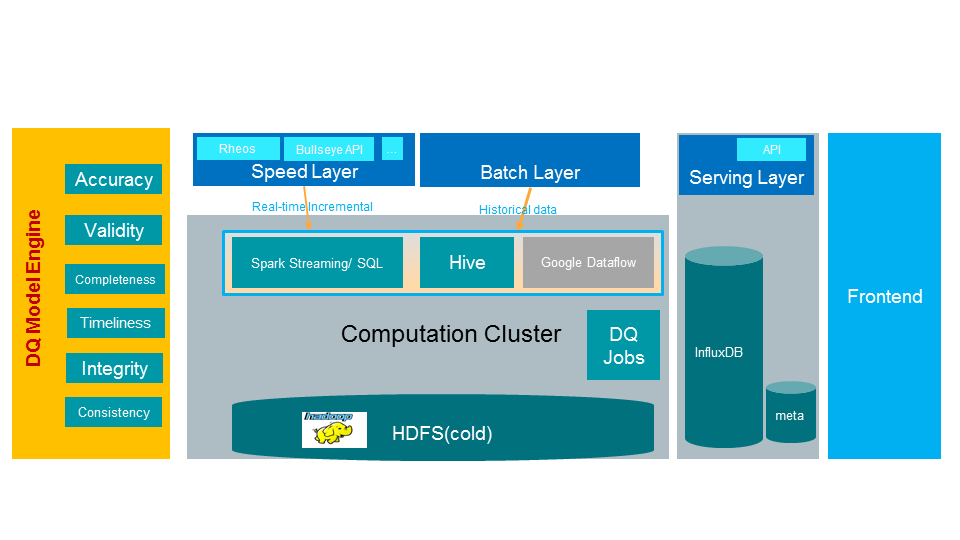 DQ Model Engine
Accuracy
Validity
Completeness
Timeliness
Integrity
Consistency
Rheos
Bullseye API
...
Speed Layer
Batch Layer
Real-time Incremental
Historical data
Spark Streaming/ SQL
Hive
Google Dataflow
Computation Cluster
DQ
Jobs
hadoop
HDFS(cold)
API
Serving Layer
InfluxDB
meta
Frontend